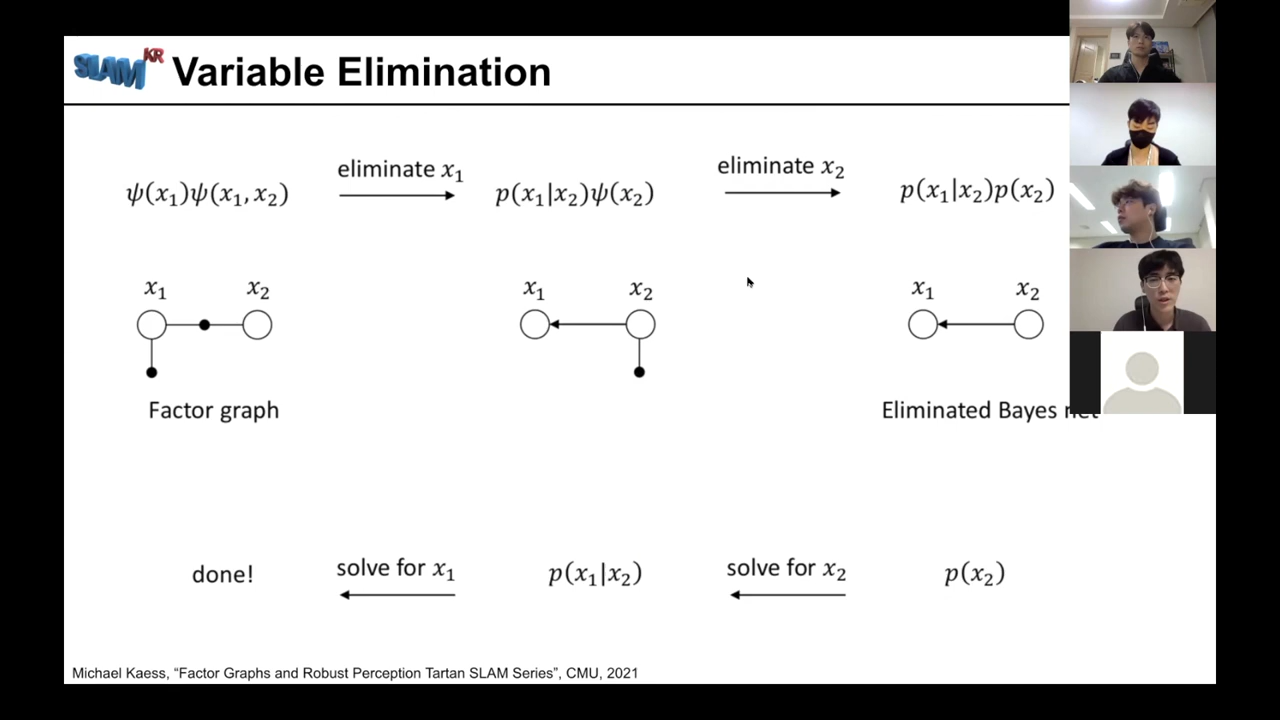 SLAM KR
Variable Elimination
ψ(x₁)ψ(x₁, x₂)
eliminate x₁
p(x₁|x₂)ψ(x₂)
eliminate x₂
p(x₁|x₂)p(x₂)
x₁ x₂
x₁ x₂
x₁ x₂
Factor graph
Eliminated Bayes net
done!
solve for x₁
p(x₁|x₂)
solve for x₂
p(x₂)
Michael Kaess, “Factor Graphs and Robust Perception Tartan SLAM Series”, CMU, 2021